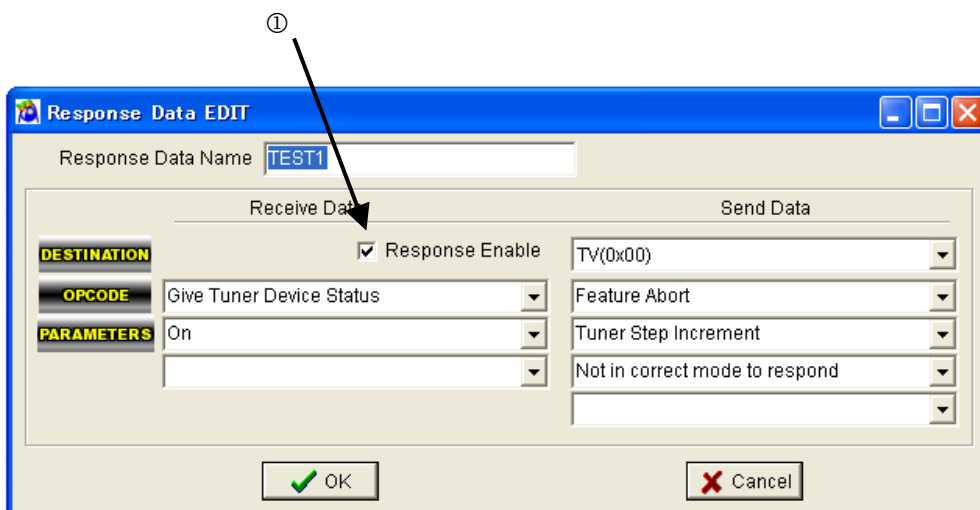 ①
Response Data EDIT
Response Data Name TEST1
Receive Data Send Data
DESTINATION Response Enable TV(0x00)
OPCODE Give Tuner Device Status Feature Abort
PARAMETERS On Tuner Step Increment
Not in correct mode to respond
OK Cancel